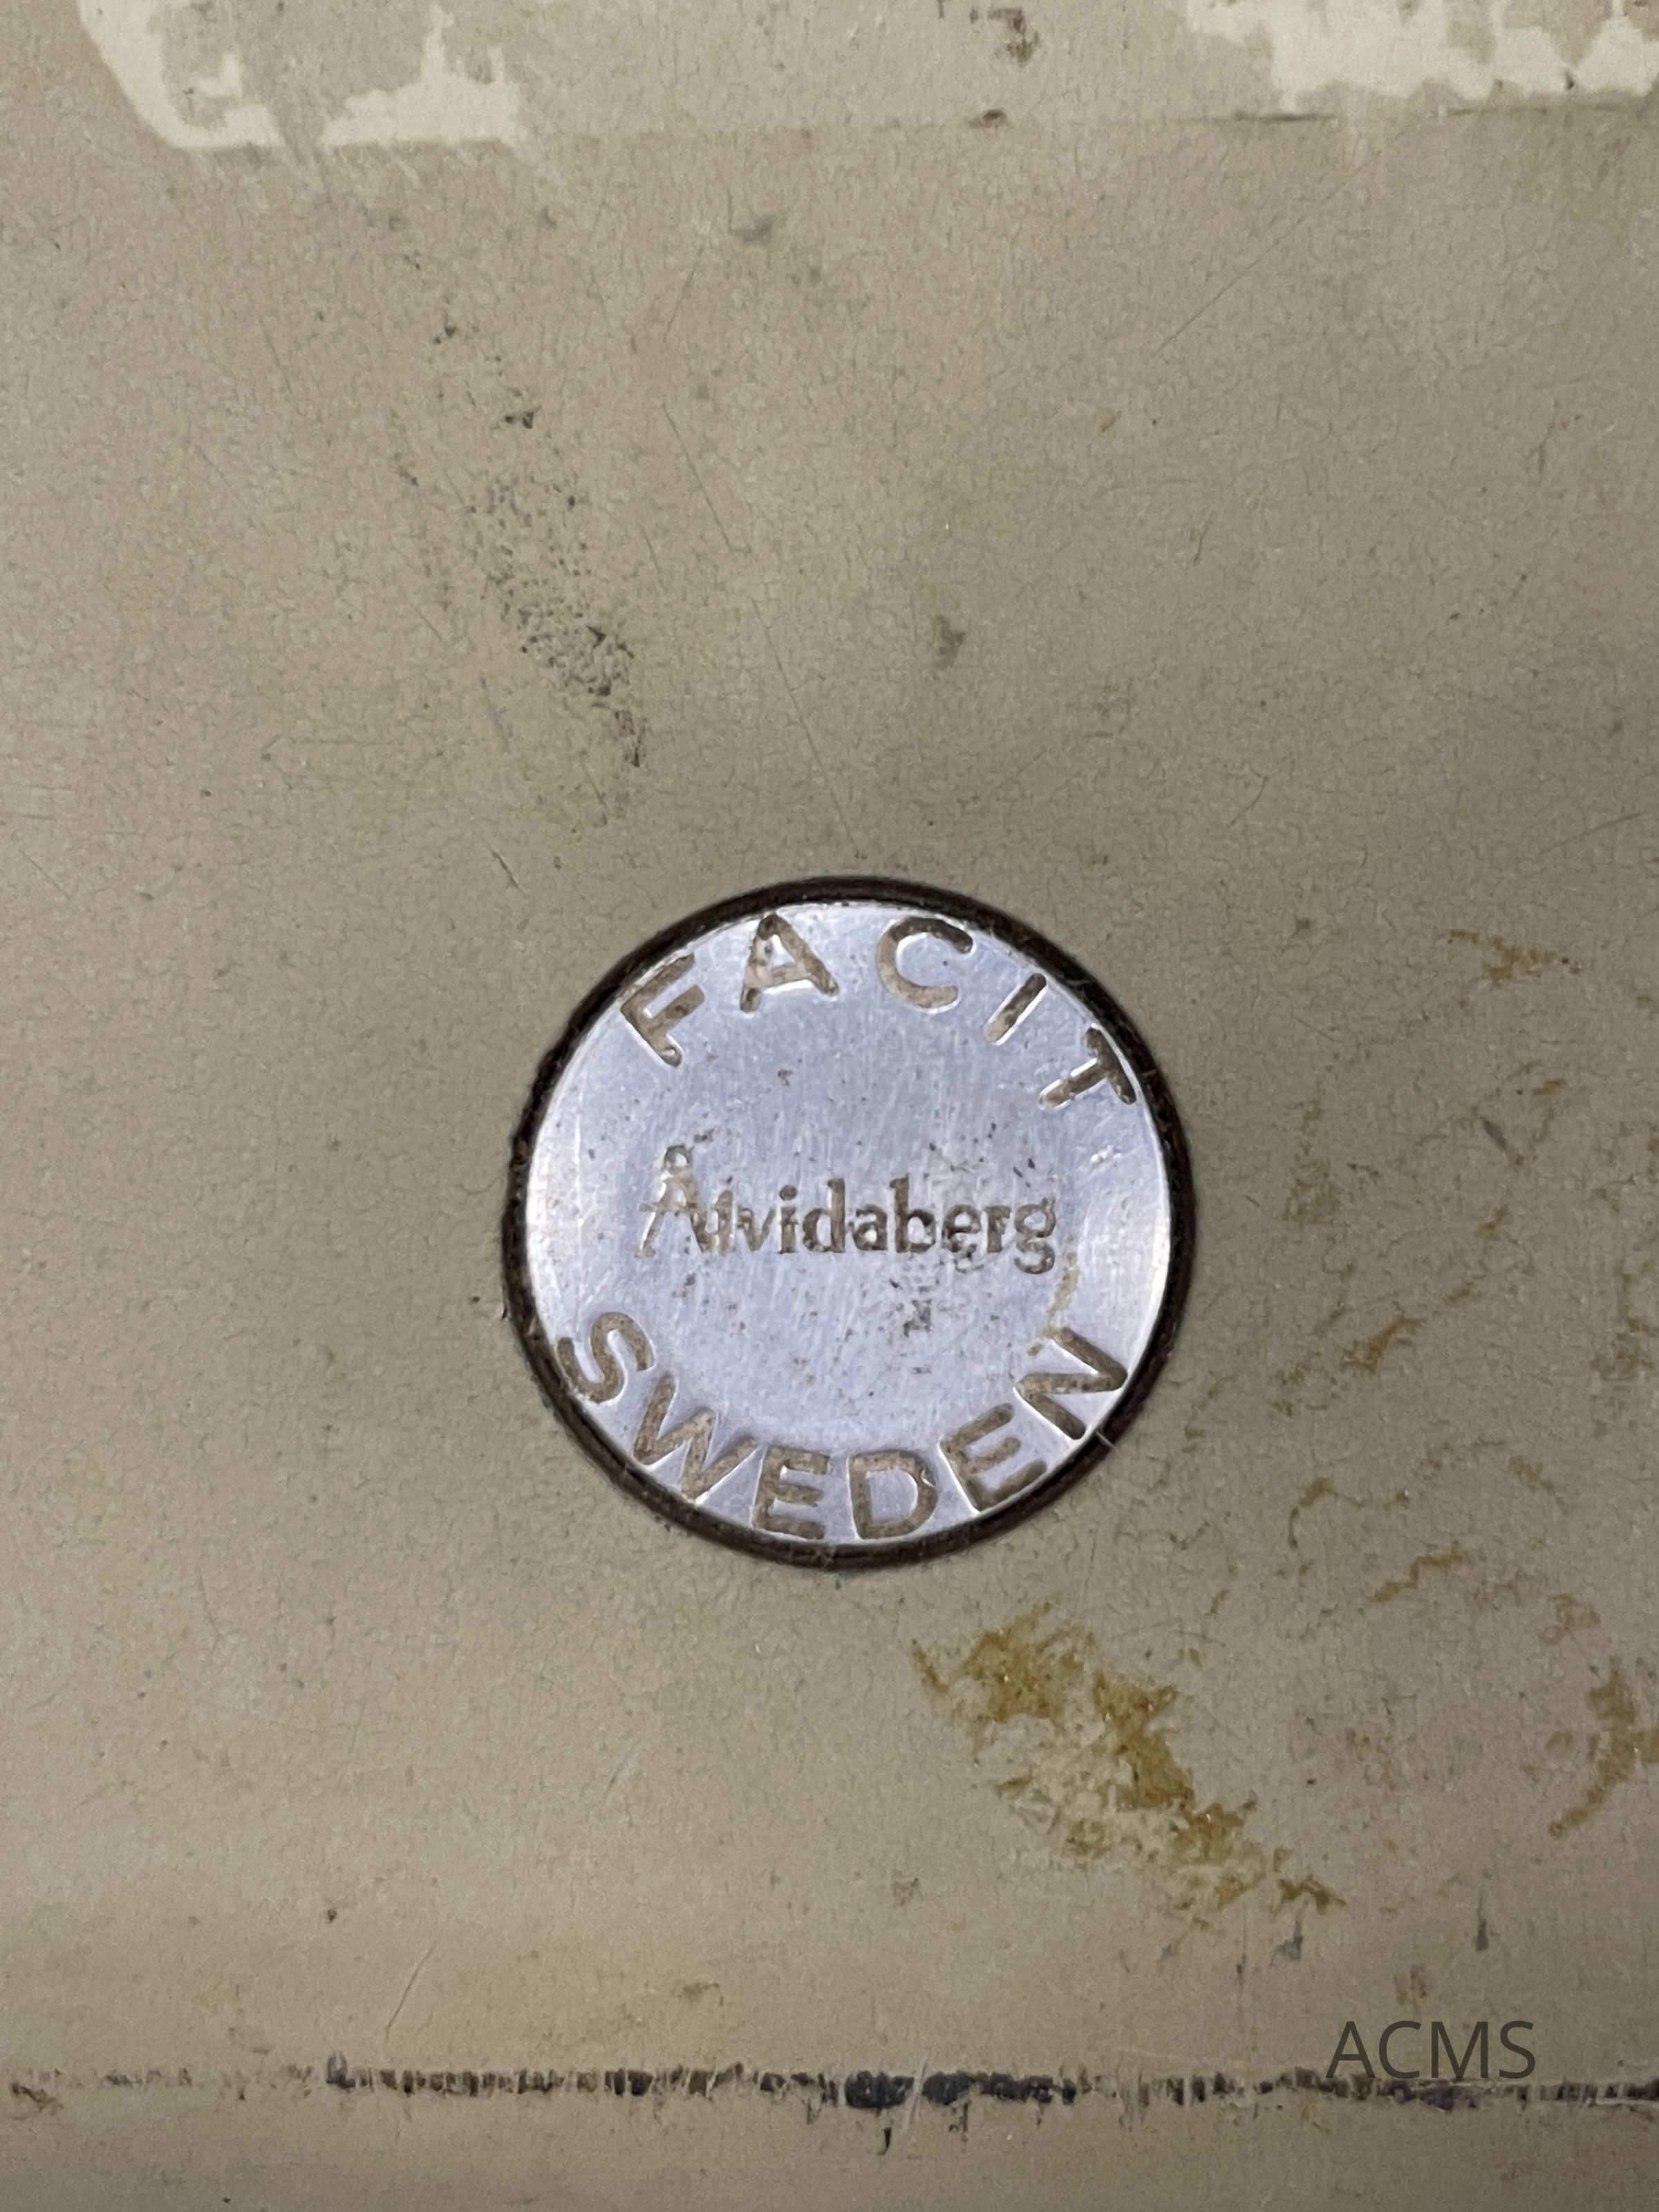 FACIT
Åtvidaberg
SWEDEN
ACMS